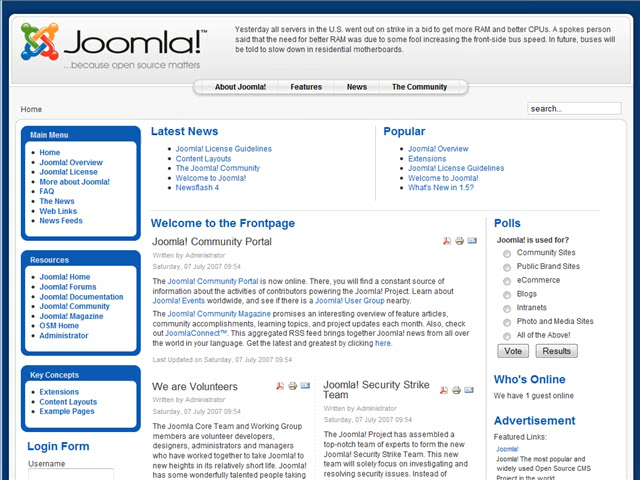 Joomla!™
...because open source matters
Yesterday all servers in the U.S. went out on strike in a bid to get more RAM and better CPUs. A spokes person
said that the need for better RAM was due to some fool increasing the front-side bus speed. In future, buses will
be told to slow down in residential motherboards.
About Joomla! Features News The Community
Home
search...
Main Menu
Home
Joomla! Overview
Joomla! License
More about Joomla!
FAQ
The News
Web Links
News Feeds
Resources
Joomla! Home
Joomla! Forums
Joomla! Documentation
Joomla! Community
Joomla! Magazine
OSM Home
Administrator
Key Concepts
Extensions
Content Layouts
Example Pages
Login Form
Username
Latest News
Joomla! License Guidelines
Content Layouts
The Joomla! Community
Welcome to Joomla!
Newsflash 4
Popular
Joomla! Overview
Extensions
Joomla! License Guidelines
Welcome to Joomla!
What's New in 1.5?
Welcome to the Frontpage
Joomla! Community Portal
Written by Administrator
Saturday, 07 July 2007 09:54
The Joomla! Community Portal is now online. There, you will find a constant source of
information about the activities of contributors powering the Joomla! Project. Learn about
Joomla! Events worldwide, and see if there is a Joomla! User Group nearby.
The Joomla! Community Magazine promises an interesting overview of feature articles,
community accomplishments, learning topics, and project updates each month. Also, check
out JoomlaConnect™. This aggregated RSS feed brings together Joomla! news from all over
the world in your language. Get the latest and greatest by clicking here.
Last Updated on Saturday, 07 July 2007 09:54
We are Volunteers
Written by Administrator
Saturday, 07 July 2007 09:54
The Joomla Core Team and Working Group
members are volunteer developers,
designers, administrators and managers
who have worked together to take Joomla! to
new heights in its relatively short life. Joomla!
has some wonderfully talented people taking
Joomla! Security Strike
Team
Written by Administrator
Saturday, 07 July 2007 09:54
The Joomla! Project has assembled a
top-notch team of experts to form the new
Joomla! Security Strike Team. This new
team will solely focus on investigating and
resolving security issues. Instead of
Polls
Joomla! is used for?
Community Sites
Public Brand Sites
eCommerce
Blogs
Intranets
Photo and Media Sites
All of the Above!
Vote Results
Who's Online
We have 1 guest online
Advertisement
Featured Links:
Joomla!
Joomla! The most popular and
widely used Open Source CMS
Project in the world.